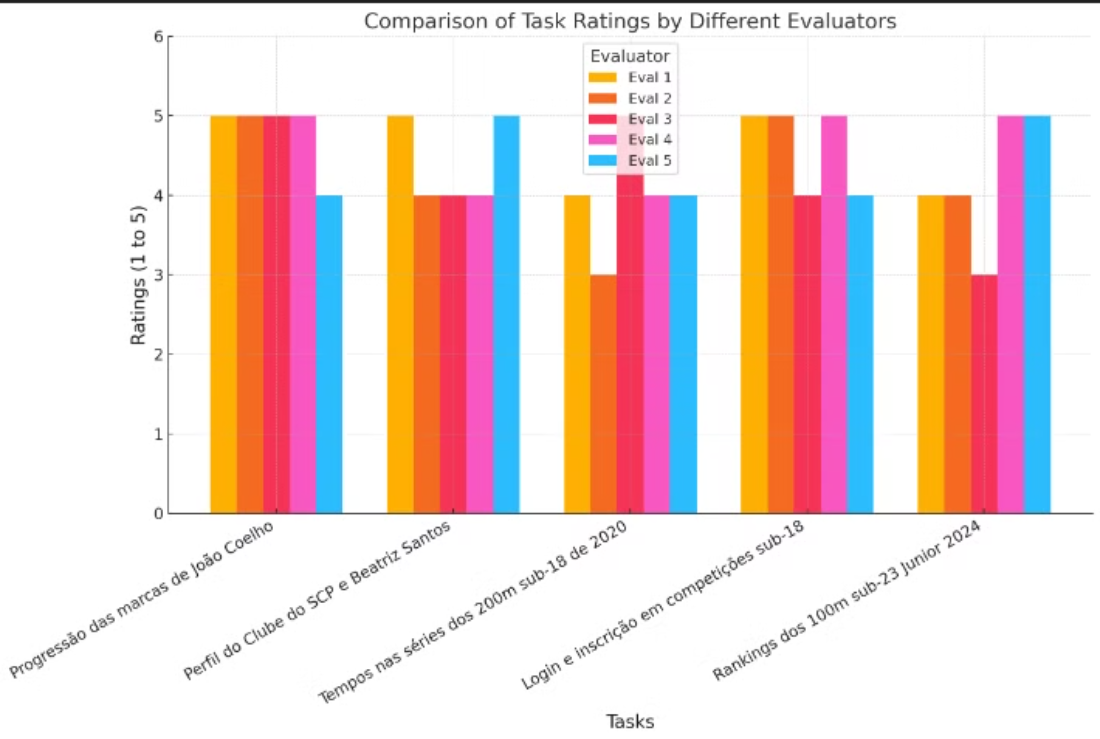 Comparison of Task Ratings by Different Evaluators
6
5
4
3
2
1
0
Ratings (1 to 5)
Evaluator
Eval 1
Eval 2
Eval 3
Eval 4
Eval 5
Progressão das marcas de João Coelho
Perfil do Clube do SCP e Beatriz Santos
Tempos nas séries dos 200m sub-18 de 2020
Login e inscrição em competições sub-18
Rankings dos 100m sub-23 Junior 2024
Tasks